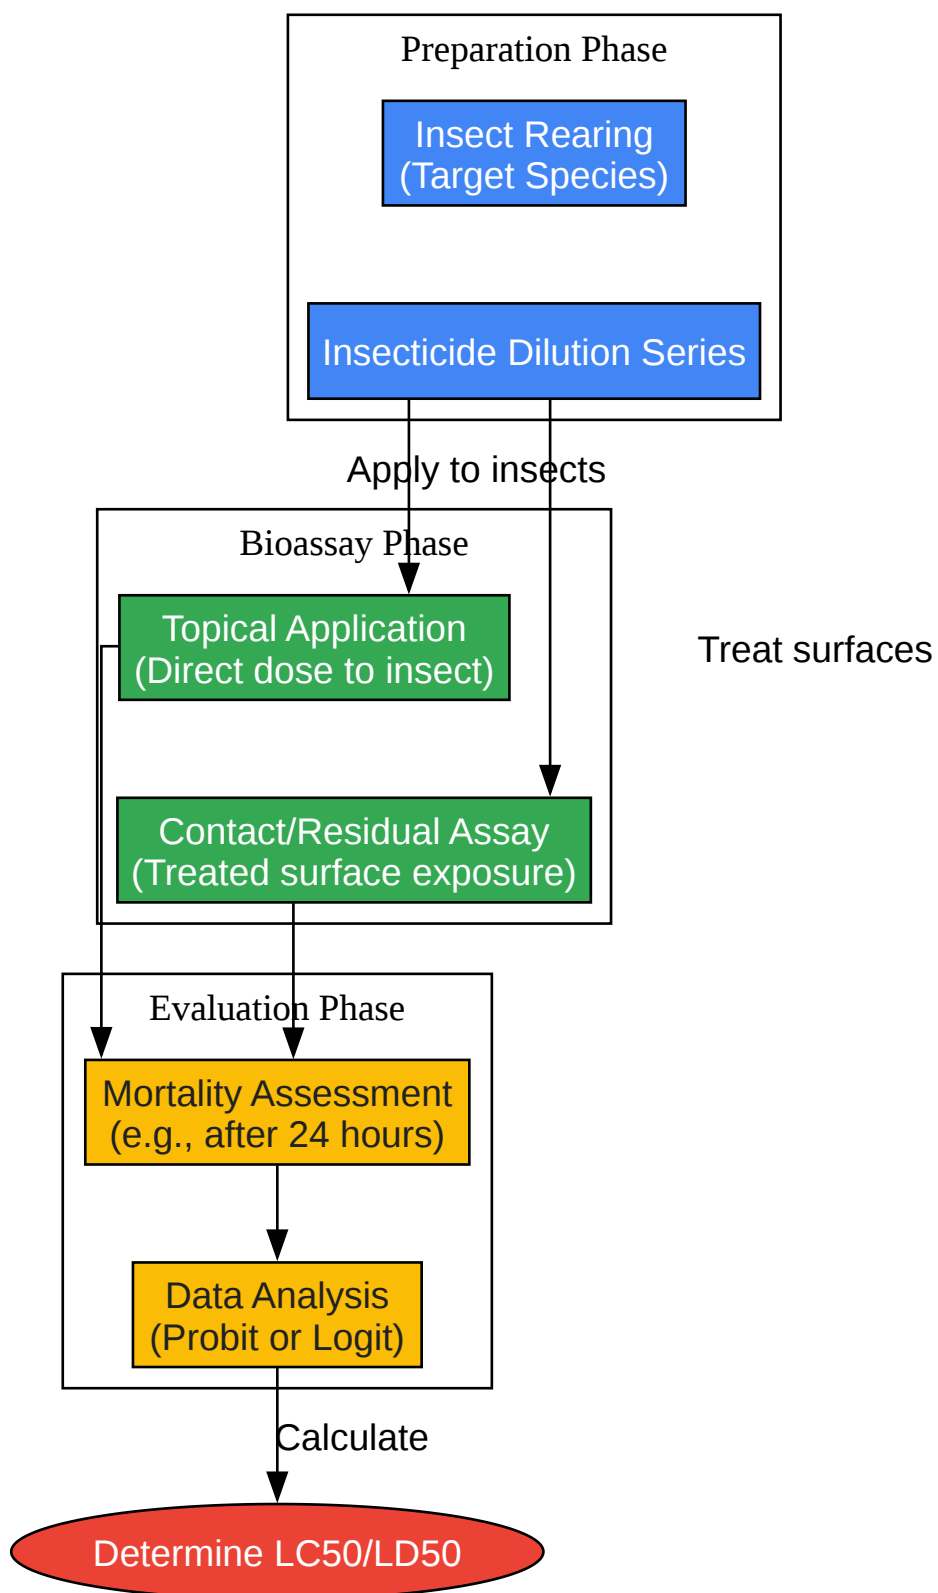 Preparation Phase
Insect Rearing
(Target Species)
Insecticide Dilution Series
Apply to insects
Bioassay Phase
Topical Application
(Direct dose to insect)
Treat surfaces
Contact/Residual Assay
(Treated surface exposure)
Evaluation Phase
Mortality Assessment
(e.g., after 24 hours)
Data Analysis
(Probit or Logit)
Calculate
Determine LC50/LD50